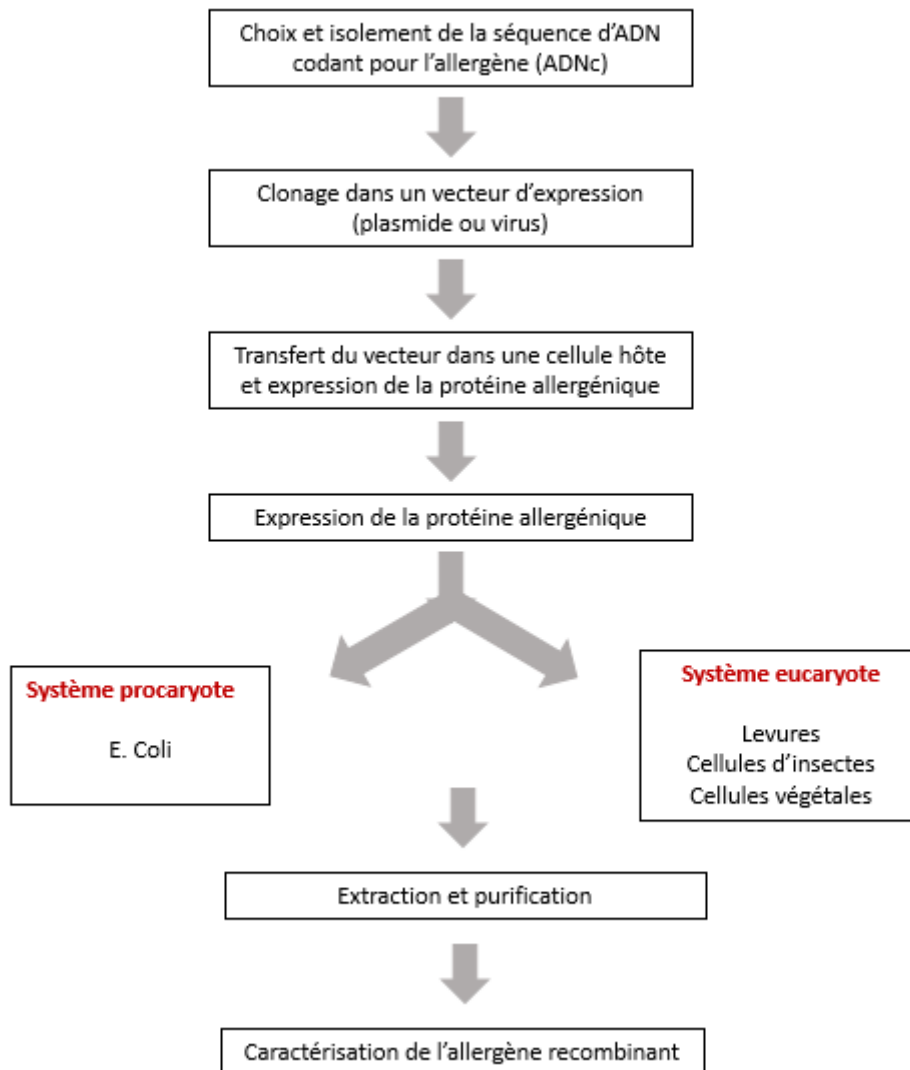 Choix et isolement de la séquence d’ADN
codant pour l’allergène (ADNc)
Clonage dans un vecteur d’expression
(plasmide ou virus)
Transfert du vecteur dans une cellule hôte
et expression de la protéine allergénique
Expression de la protéine allergénique
Système procaryote
E. Coli
Système eucaryote
Levures
Cellules d’insectes
Cellules végétales
Extraction et purification
Caractérisation de l’allergène recombinant